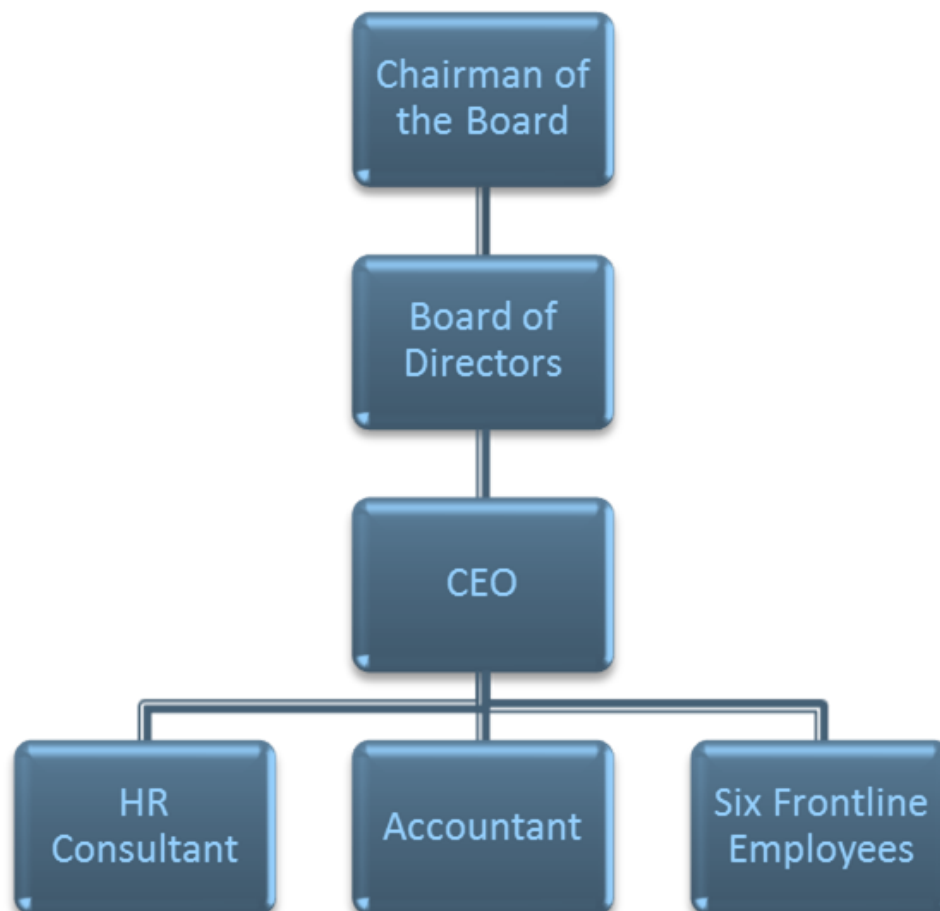 Chairman of
the Board
Board of
Directors
CEO
HR
Consultant
Accountant
Six Frontline
Employees